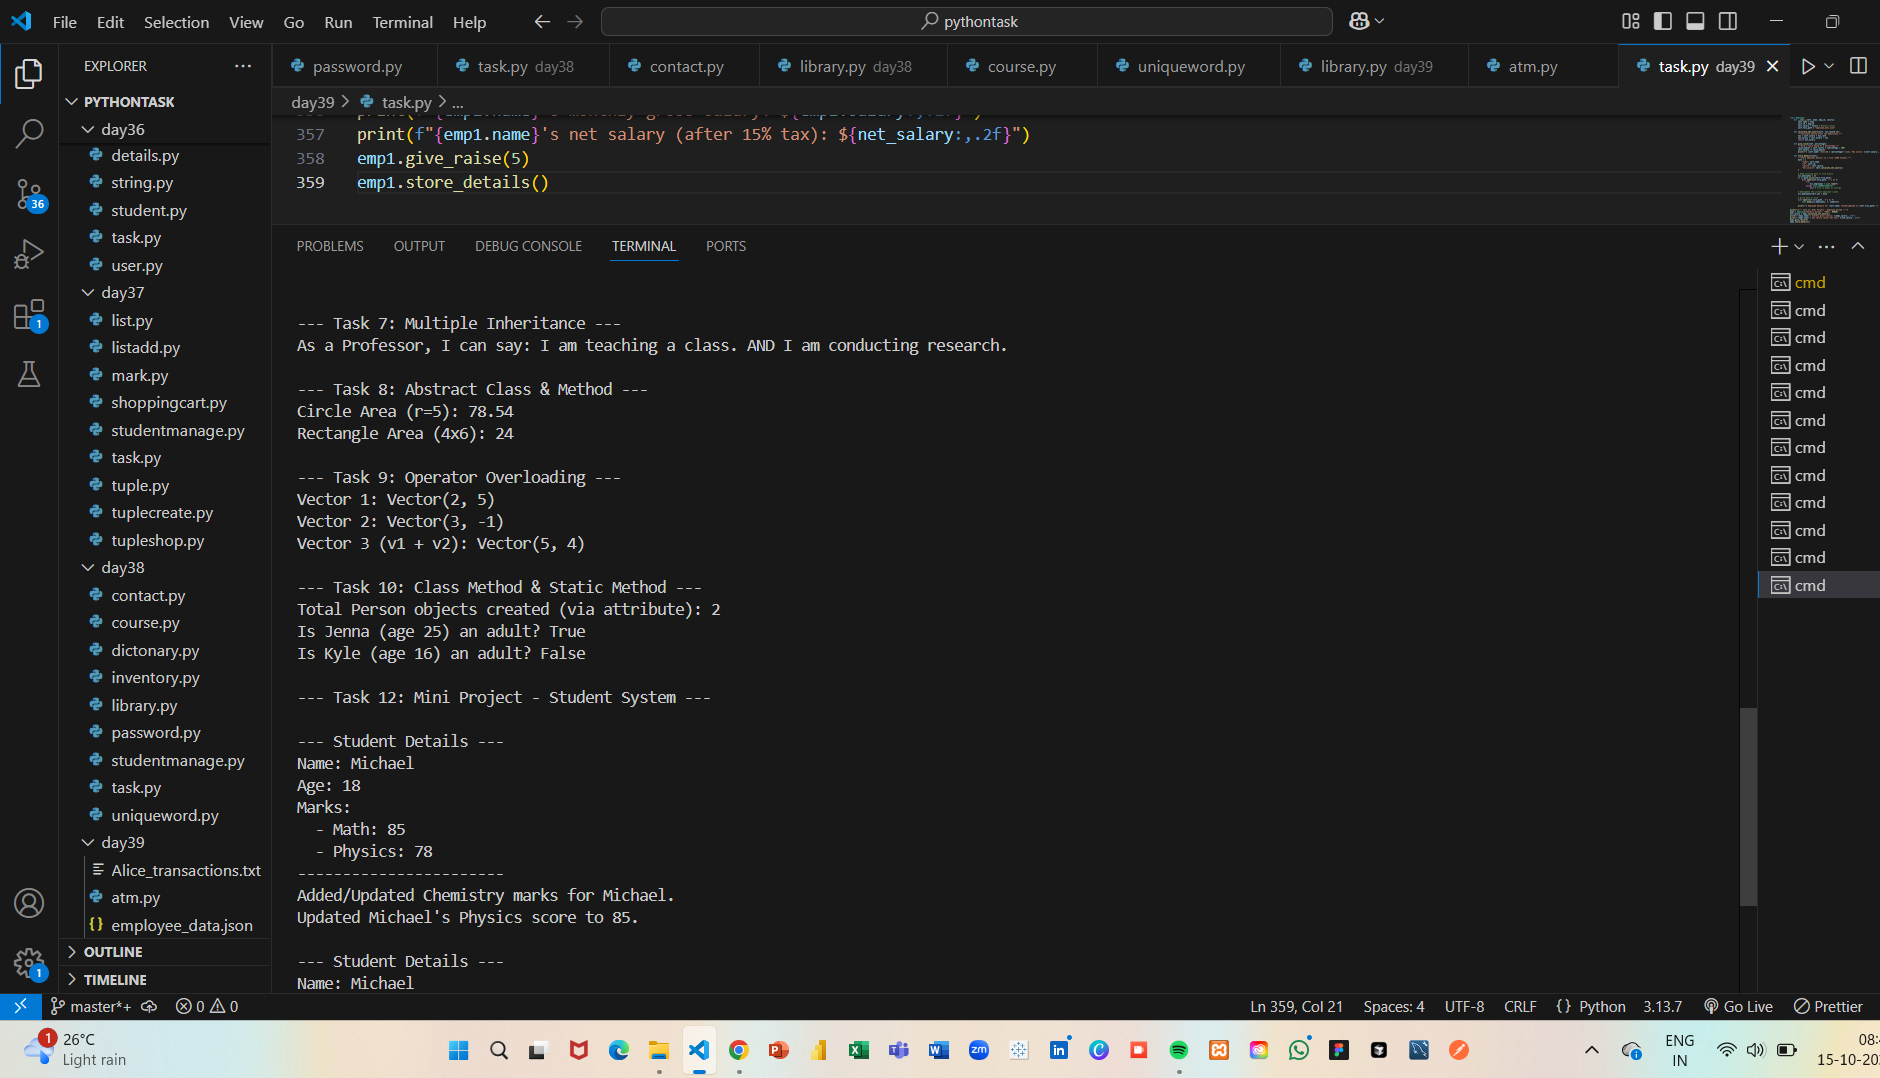 File Edit Selection View Go Run Terminal Help
pythontask
EXPLORER
PYTHONTASK
day36
details.py
string.py
student.py
task.py
user.py
day37
list.py
listadd.py
mark.py
shoppingcart.py
studentmanage.py
task.py
tuple.py
tuplecreate.py
tupleshop.py
day38
contact.py
course.py
dictonary.py
inventory.py
library.py
password.py
studentmanage.py
task.py
uniqueword.py
day39
Alice_transactions.txt
atm.py
employee_data.json
OUTLINE
TIMELINE
36
1
1
password.py task.py day38 contact.py library.py day38 course.py uniqueword.py library.py day39 atm.py task.py day39
day39 > task.py > ...
357 print(f"{emp1.name}'s net salary (after 15% tax): ${net_salary:,.2f}")
358 emp1.give_raise(5)
359 emp1.store_details()
PROBLEMS OUTPUT DEBUG CONSOLE TERMINAL PORTS
--- Task 7: Multiple Inheritance ---
As a Professor, I can say: I am teaching a class. AND I am conducting research.
--- Task 8: Abstract Class & Method ---
Circle Area (r=5): 78.54
Rectangle Area (4x6): 24
--- Task 9: Operator Overloading ---
Vector 1: Vector(2, 5)
Vector 2: Vector(3, -1)
Vector 3 (v1 + v2): Vector(5, 4)
--- Task 10: Class Method & Static Method ---
Total Person objects created (via attribute): 2
Is Jenna (age 25) an adult? True
Is Kyle (age 16) an adult? False
--- Task 12: Mini Project - Student System ---
--- Student Details ---
Name: Michael
Age: 18
Marks:
- Math: 85
- Physics: 78
-----------------------
Added/Updated Chemistry marks for Michael.
Updated Michael's Physics score to 85.
--- Student Details ---
Name: Michael
cmd
cmd
cmd
cmd
cmd
cmd
cmd
cmd
cmd
cmd
cmd
cmd
master*+ 0 0 Ln 359, Col 21 Spaces: 4 UTF-8 CRLF {} Python 3.13.7 Go Live Prettier
1
26°C
Light rain
ENG
IN
08:
15-10-20